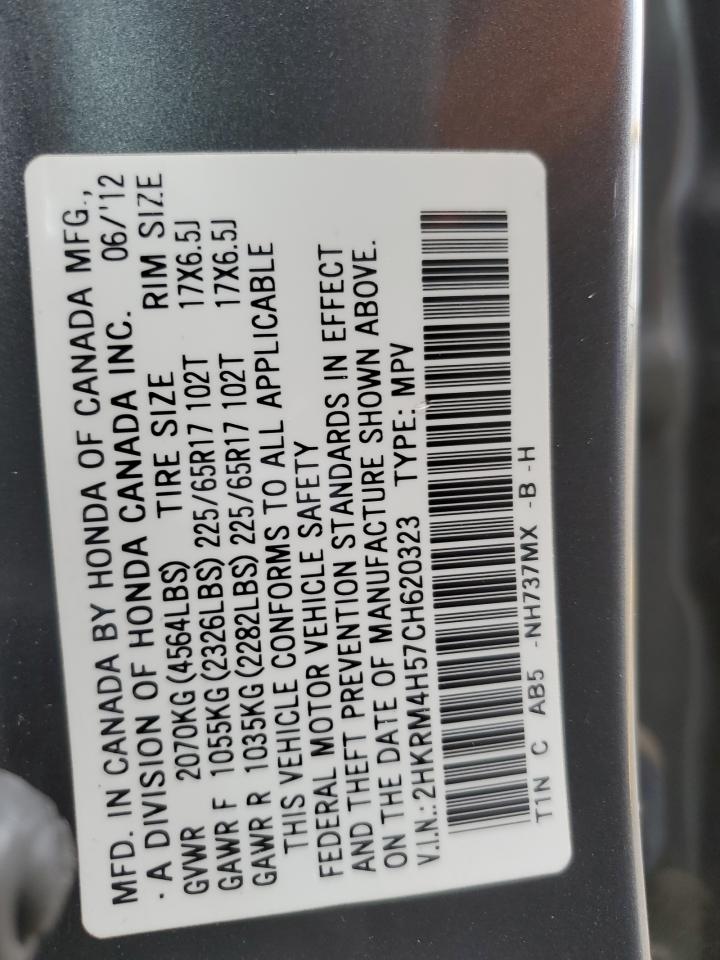 MFD. IN CANADA BY HONDA OF CANADA MFG.,
· A DIVISION OF HONDA CANADA INC. 06/'12
GVWR 2070KG (4564LBS) TIRE SIZE RIM SIZE
GAWR F 1055KG (2326LBS) 225/65R17 102T 17X6.5J
GAWR R 1035KG (2282LBS) 225/65R17 102T 17X6.5J
THIS VEHICLE CONFORMS TO ALL APPLICABLE
FEDERAL MOTOR VEHICLE SAFETY
AND THEFT PREVENTION STANDARDS IN EFFECT
ON THE DATE OF MANUFACTURE SHOWN ABOVE.
V.I.N.: 2HKRM4H57CH620323 TYPE: MPV
T1N C AB5 -NH737MX -B -H